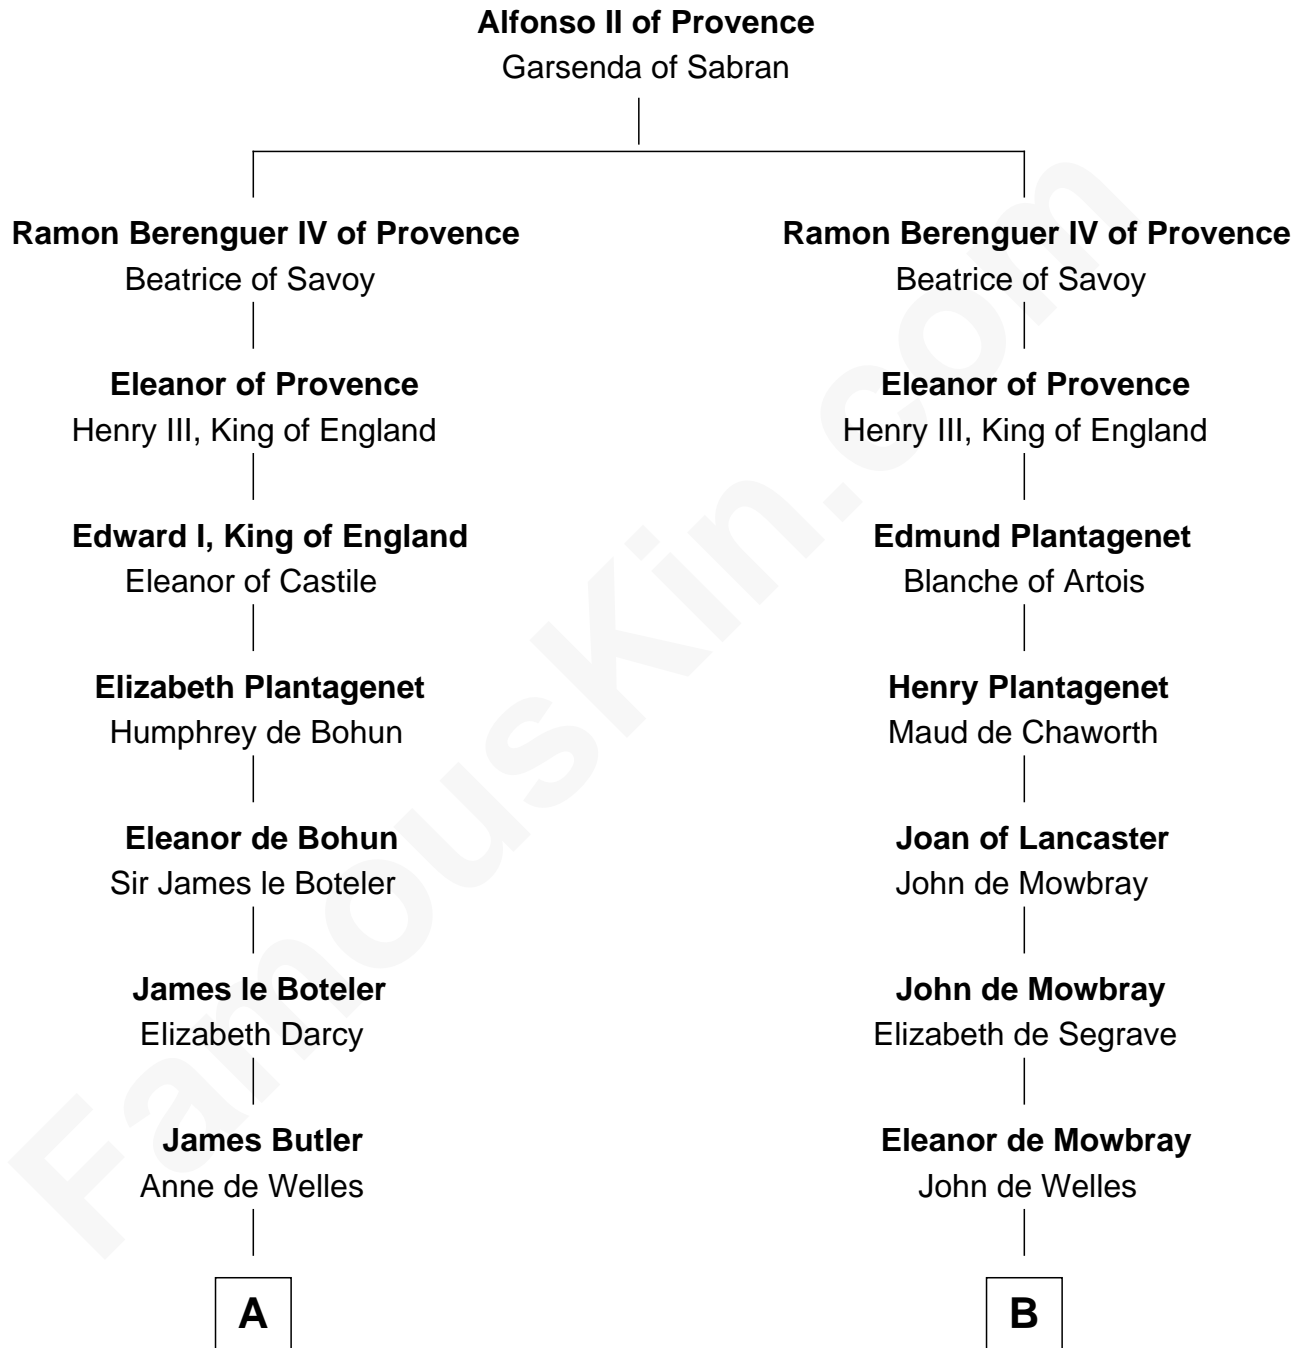 Alfonso II of Provence
Garsenda of Sabran
Ramon Berenguer IV of Provence
Beatrice of Savoy
Eleanor of Provence
Henry III, King of England
Edward I, King of England
Eleanor of Castile
Elizabeth Plantagenet
Humphrey de Bohun
Eleanor de Bohun
Sir James le Boteler
James le Boteler
Elizabeth Darcy
James Butler
Anne de Welles
A
Ramon Berenguer IV of Provence
Beatrice of Savoy
Eleanor of Provence
Henry III, King of England
Edmund Plantagenet
Blanche of Artois
Henry Plantagenet
Maud de Chaworth
Joan of Lancaster
John de Mowbray
John de Mowbray
Elizabeth de Segrave
Eleanor de Mowbray
John de Welles
B
FamousKin.com